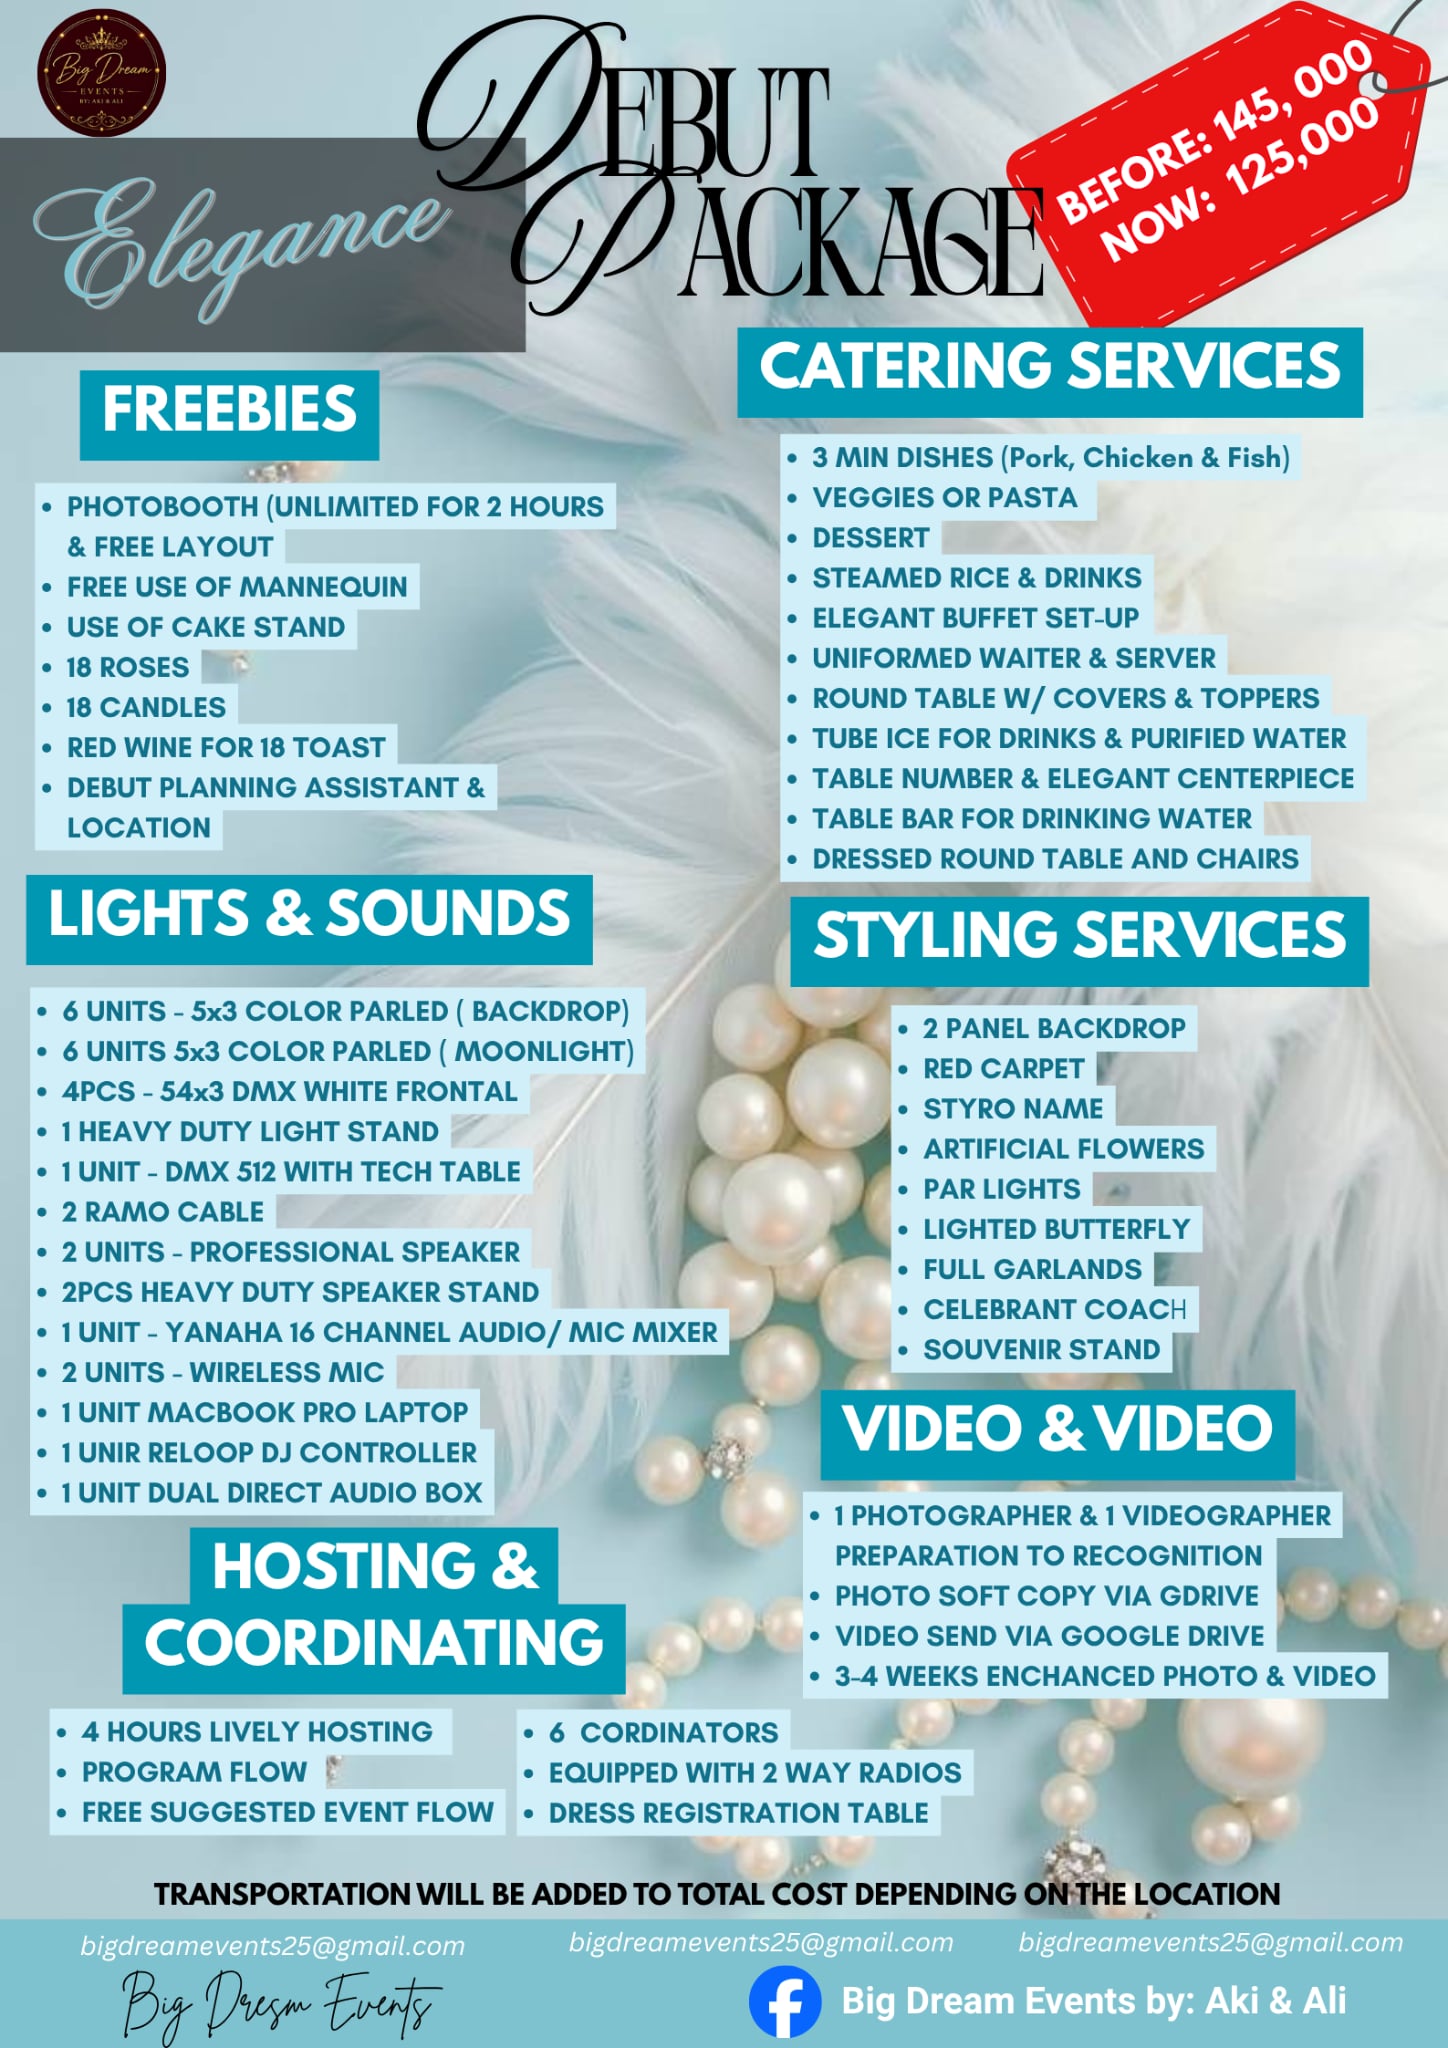 Big Dream
EVENTS
BY: AKI & ALI
DEBUT
PACKAGE
Elegance
BEFORE: 145, 000
NOW: 125,000
FREEBIES
• PHOTOBOOTH (UNLIMITED FOR 2 HOURS
& FREE LAYOUT
• FREE USE OF MANNEQUIN
• USE OF CAKE STAND
• 18 ROSES
• 18 CANDLES
• RED WINE FOR 18 TOAST
• DEBUT PLANNING ASSISTANT &
LOCATION
CATERING SERVICES
• 3 MIN DISHES (Pork, Chicken & Fish)
• VEGGIES OR PASTA
• DESSERT
• STEAMED RICE & DRINKS
• ELEGANT BUFFET SET-UP
• UNIFORMED WAITER & SERVER
• ROUND TABLE W/ COVERS & TOPPERS
• TUBE ICE FOR DRINKS & PURIFIED WATER
• TABLE NUMBER & ELEGANT CENTERPIECE
• TABLE BAR FOR DRINKING WATER
• DRESSED ROUND TABLE AND CHAIRS
LIGHTS & SOUNDS
• 6 UNITS - 5x3 COLOR PARLED ( BACKDROP)
• 6 UNITS 5x3 COLOR PARLED ( MOONLIGHT)
• 4PCS - 54x3 DMX WHITE FRONTAL
• 1 HEAVY DUTY LIGHT STAND
• 1 UNIT - DMX 512 WITH TECH TABLE
• 2 RAMO CABLE
• 2 UNITS - PROFESSIONAL SPEAKER
• 2PCS HEAVY DUTY SPEAKER STAND
• 1 UNIT - YANAHA 16 CHANNEL AUDIO/ MIC MIXER
• 2 UNITS - WIRELESS MIC
• 1 UNIT MACBOOK PRO LAPTOP
• 1 UNIR RELOOP DJ CONTROLLER
• 1 UNIT DUAL DIRECT AUDIO BOX
STYLING SERVICES
• 2 PANEL BACKDROP
• RED CARPET
• STYRO NAME
• ARTIFICIAL FLOWERS
• PAR LIGHTS
• LIGHTED BUTTERFLY
• FULL GARLANDS
• CELEBRANT COACH
• SOUVENIR STAND
VIDEO & VIDEO
• 1 PHOTOGRAPHER & 1 VIDEOGRAPHER
PREPARATION TO RECOGNITION
• PHOTO SOFT COPY VIA GDRIVE
• VIDEO SEND VIA GOOGLE DRIVE
• 3-4 WEEKS ENCHANCED PHOTO & VIDEO
HOSTING &
COORDINATING
• 4 HOURS LIVELY HOSTING
• PROGRAM FLOW
• FREE SUGGESTED EVENT FLOW
• 6 CORDINATORS
• EQUIPPED WITH 2 WAY RADIOS
• DRESS REGISTRATION TABLE
TRANSPORTATION WILL BE ADDED TO TOTAL COST DEPENDING ON THE LOCATION
bigdreamevents25@gmail.com bigdreamevents25@gmail.com bigdreamevents25@gmail.com
Big Dresm Events
Big Dream Events by: Aki & Ali